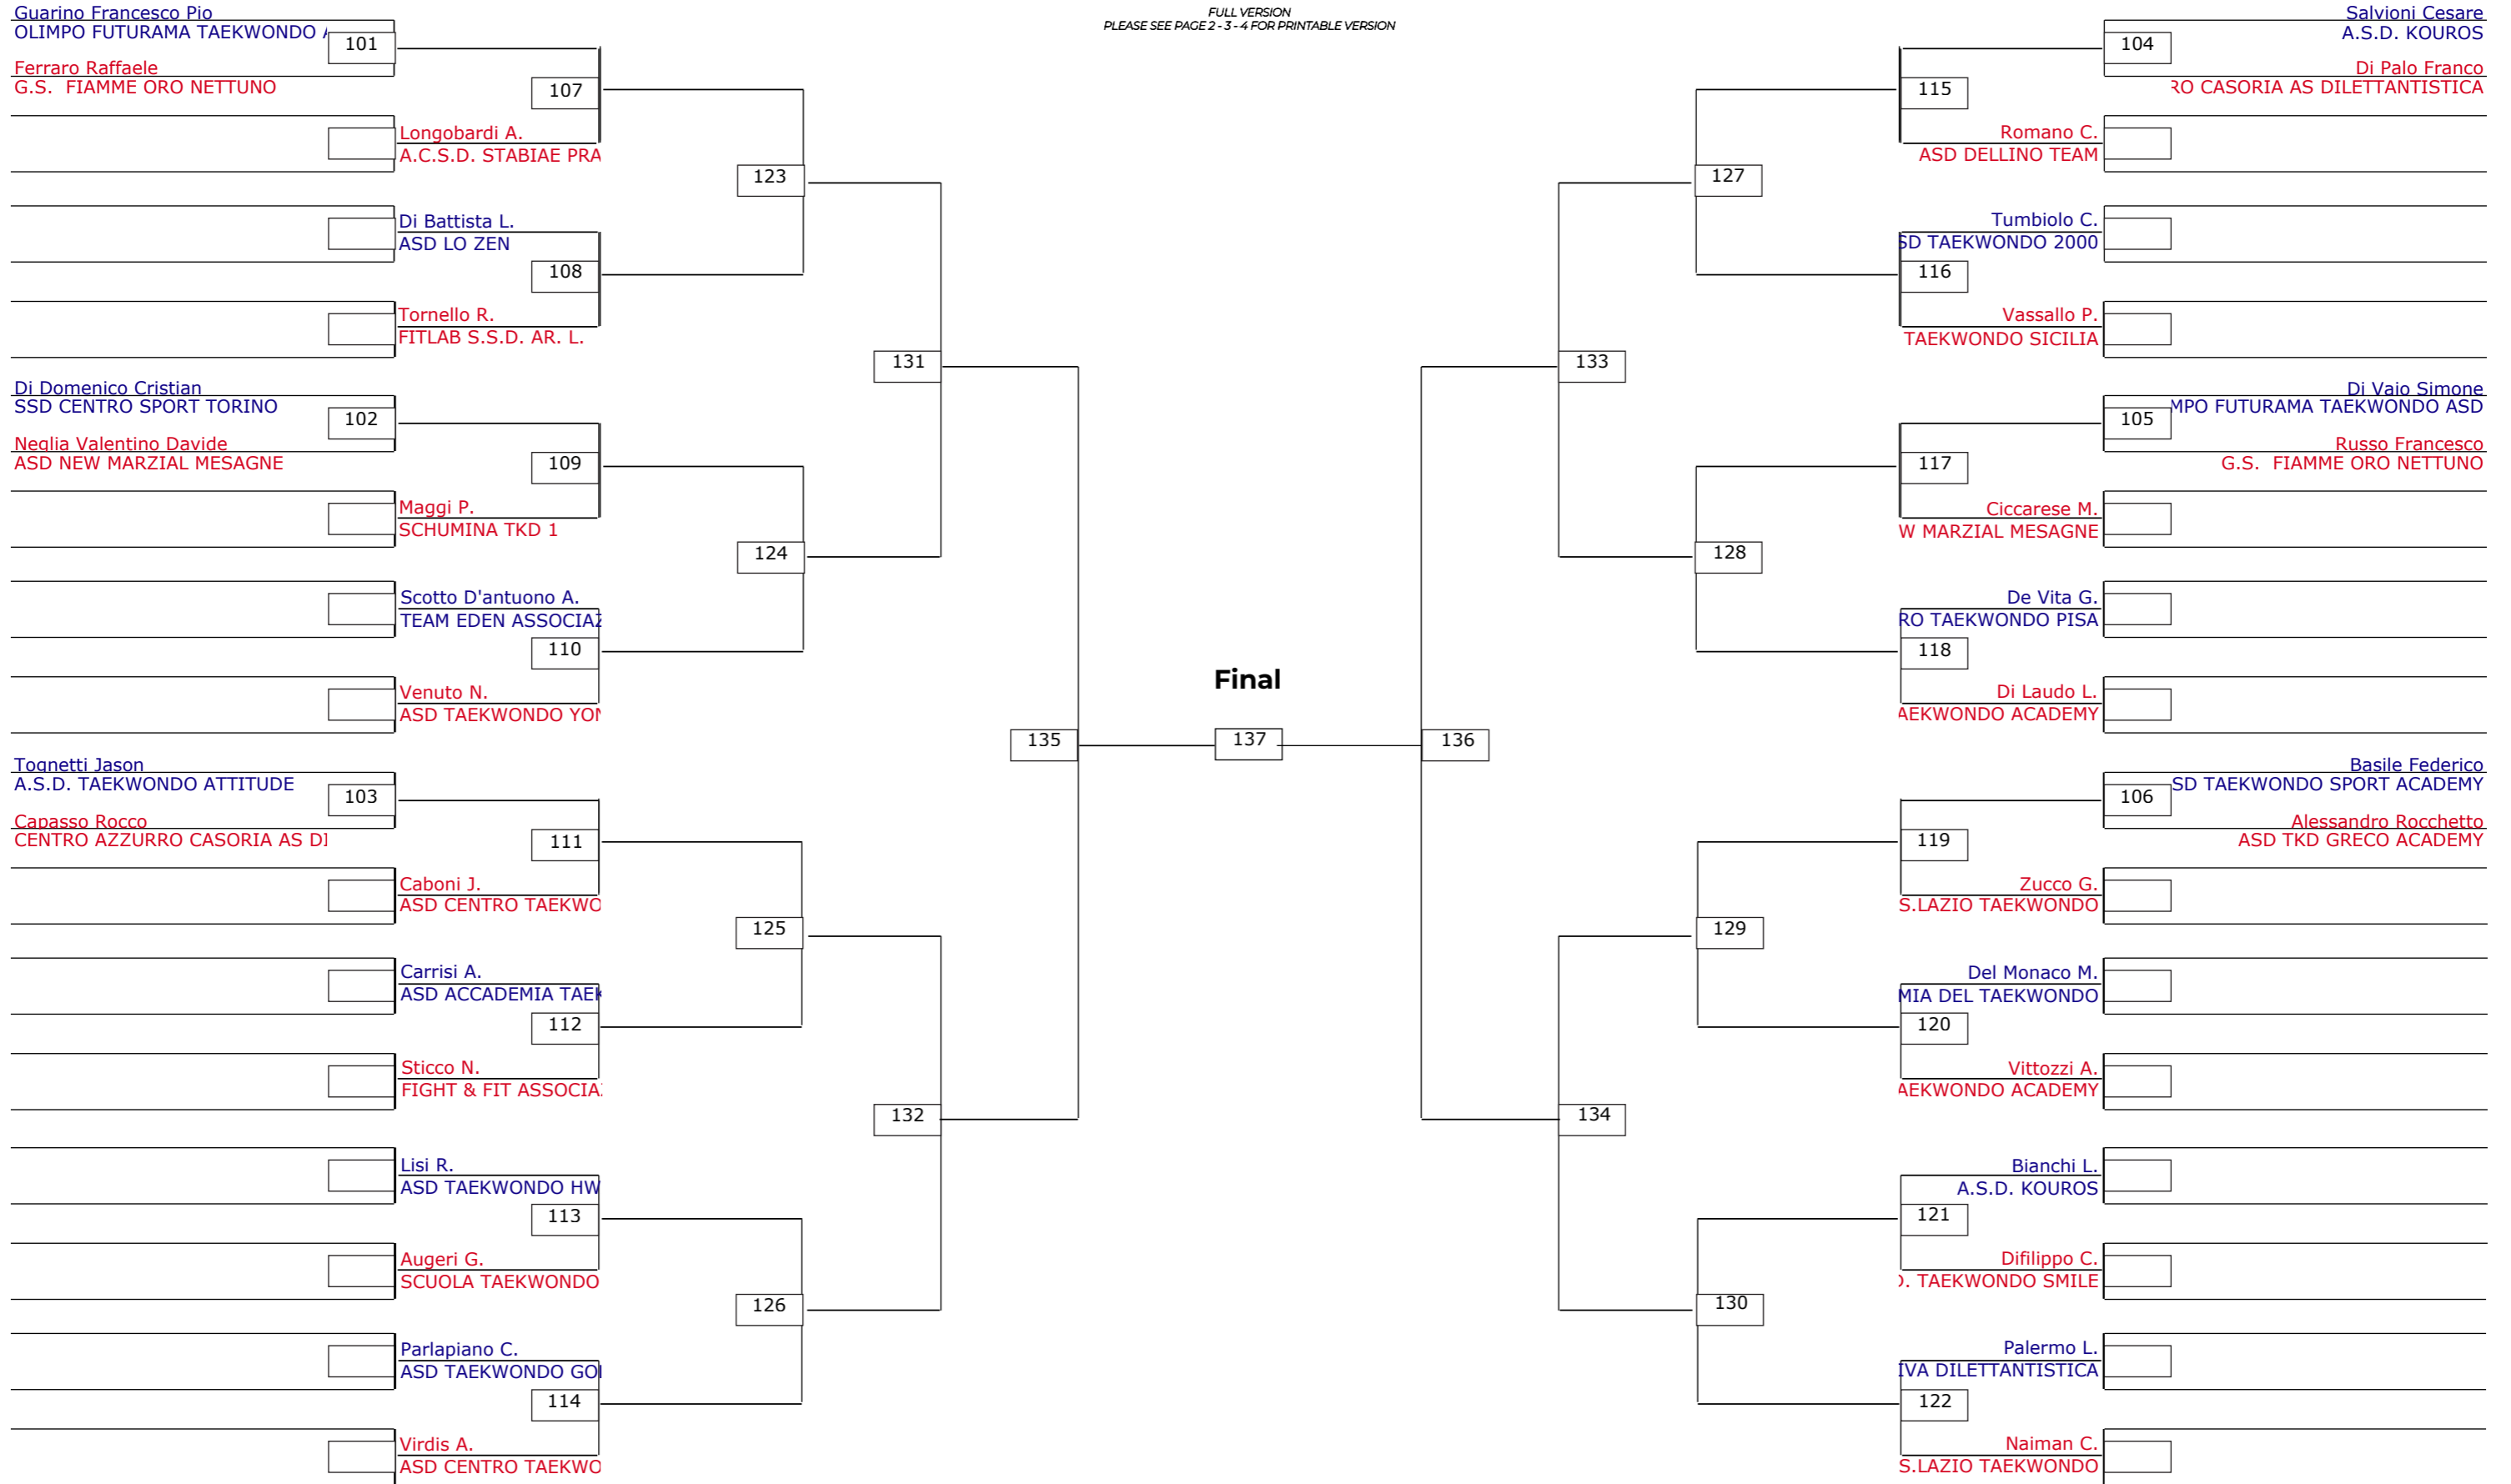 FULL VERSION
PLEASE SEE PAGE 2 - 3 - 4 FOR PRINTABLE VERSION
Guarino Francesco Pio
OLIMPO FUTURAMA TAEKWONDO
101
Ferraro Raffaele
G.S. FIAMME ORO NETTUNO
107
Longobardi A.
A.C.S.D. STABIAE PRA
123
Di Battista L.
ASD LO ZEN
108
Tornello R.
FITLAB S.S.D. AR. L.
131
Di Domenico Cristian
SSD CENTRO SPORT TORINO
102
Neglia Valentino Davide
ASD NEW MARZIAL MESAGNE
109
Maggi P.
SCHUMINA TKD 1
124
Scotto D'antuono A.
TEAM EDEN ASSOCIAZ
110
Venuto N.
ASD TAEKWONDO YON
135
Tognetti Jason
A.S.D. TAEKWONDO ATTITUDE
103
Capasso Rocco
CENTRO AZZURRO CASORIA AS DI
111
Caboni J.
ASD CENTRO TAEKWO
125
Carrisi A.
ASD ACCADEMIA TAEK
112
Sticco N.
FIGHT & FIT ASSOCIA
132
Lisi R.
ASD TAEKWONDO HW
113
Augeri G.
SCUOLA TAEKWONDO
126
Parlapiano C.
ASD TAEKWONDO GOL
114
Virdis A.
ASD CENTRO TAEKWO
Final
137
Salvioni Cesare
A.S.D. KOUROS
104
Di Palo Franco
RO CASORIA AS DILETTANTISTICA
115
Romano C.
ASD DELLINO TEAM
127
Tumbiolo C.
SD TAEKWONDO 2000
116
Vassallo P.
TAEKWONDO SICILIA
133
Di Vaio Simone
MPO FUTURAMA TAEKWONDO ASD
105
Russo Francesco
G.S. FIAMME ORO NETTUNO
117
Ciccarese M.
W MARZIAL MESAGNE
128
De Vita G.
RO TAEKWONDO PISA
118
Di Laudo L.
AEKWONDO ACADEMY
136
Basile Federico
SD TAEKWONDO SPORT ACADEMY
106
Alessandro Rocchetto
ASD TKD GRECO ACADEMY
119
Zucco G.
S.LAZIO TAEKWONDO
129
Del Monaco M.
MIA DEL TAEKWONDO
120
Vittozzi A.
AEKWONDO ACADEMY
134
Bianchi L.
A.S.D. KOUROS
121
Difilippo C.
. TAEKWONDO SMILE
130
Palermo L.
IVA DILETTANTISTICA
122
Naiman C.
S.LAZIO TAEKWONDO